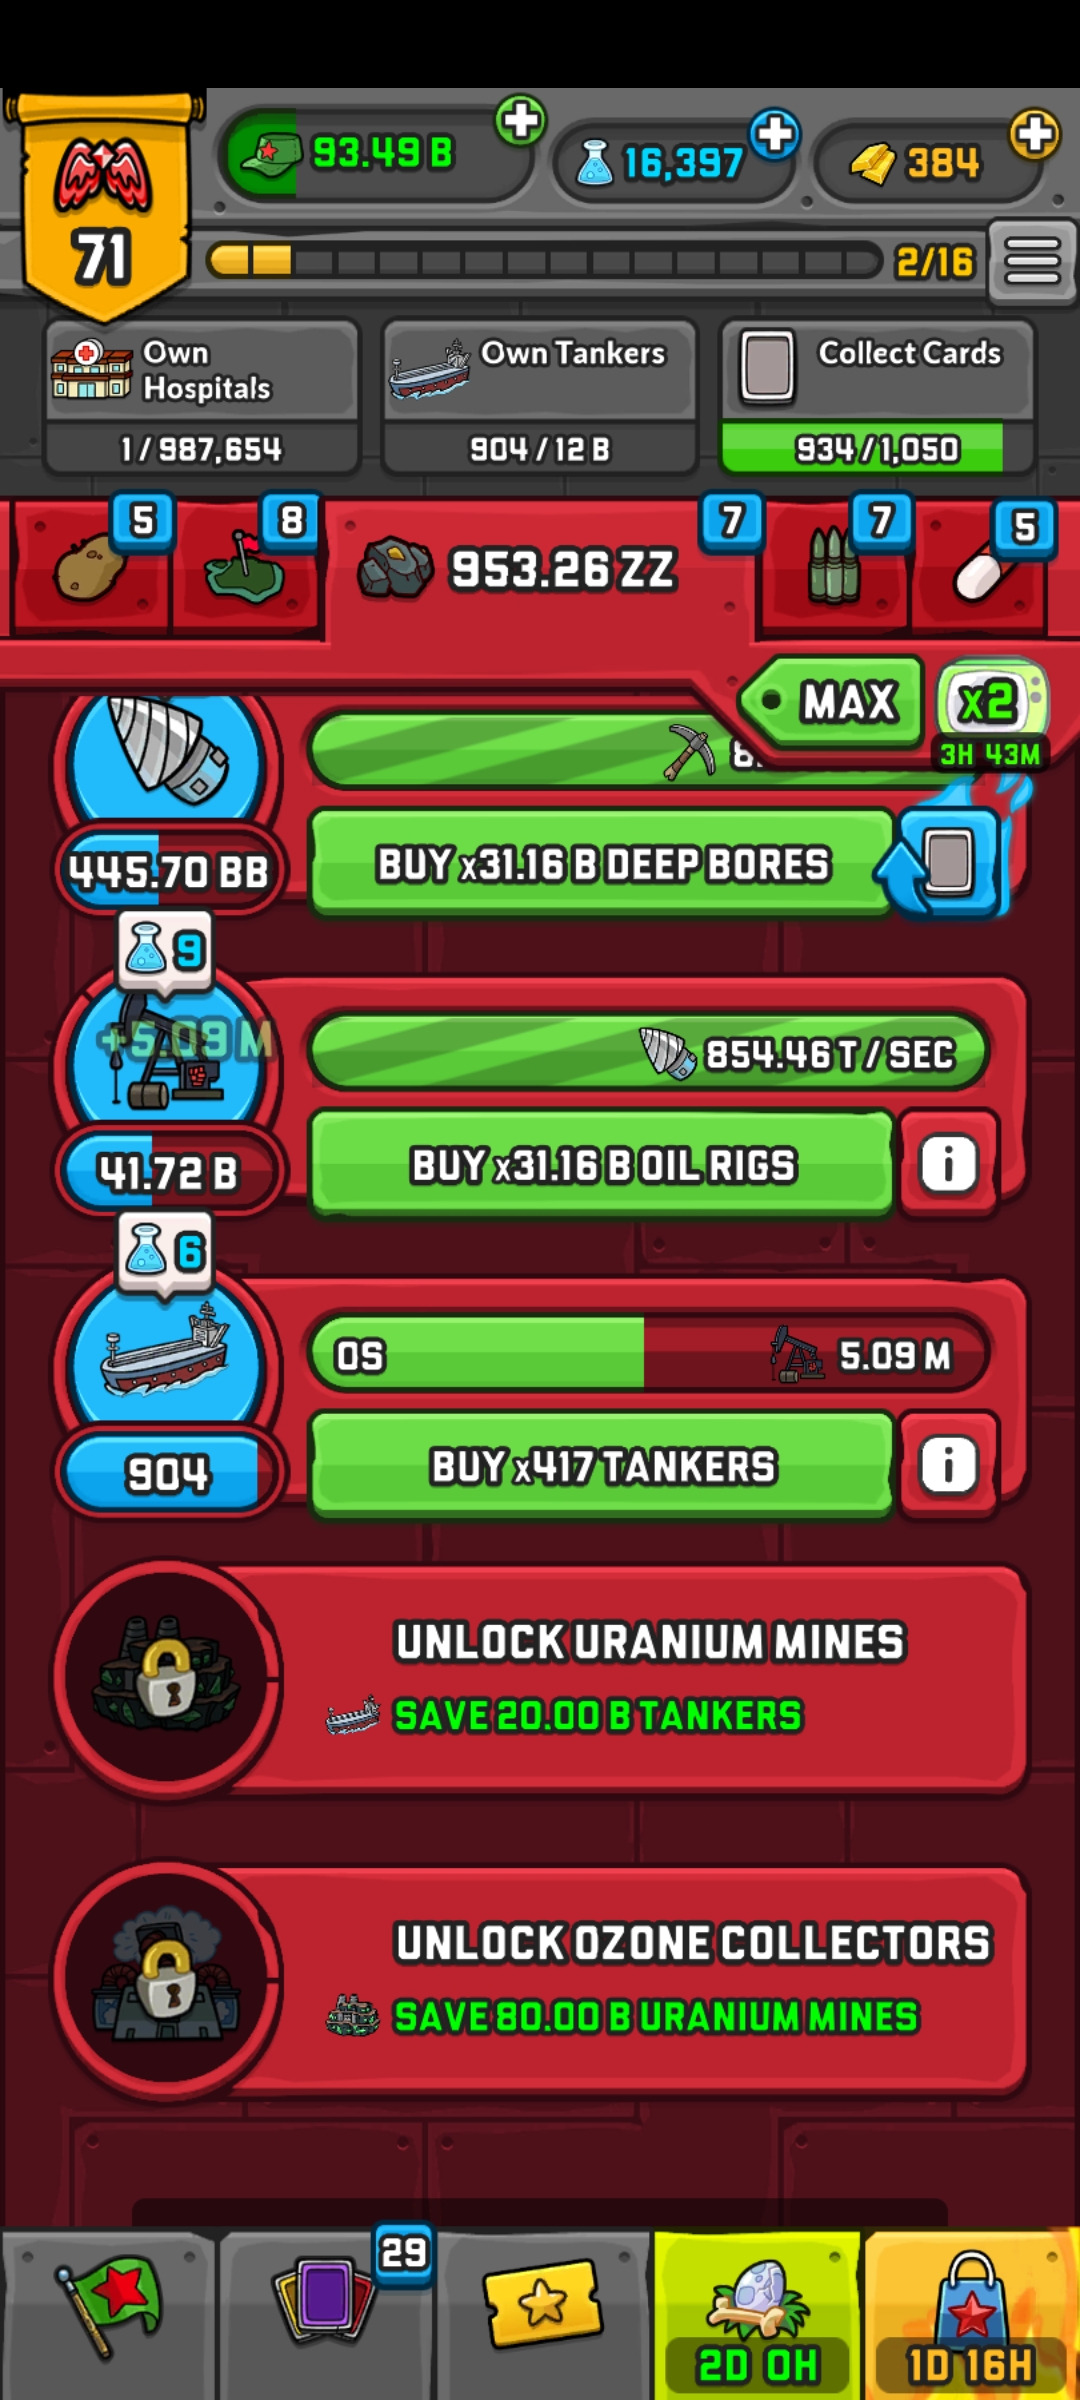 93.49 B
16,397
384
71
2/16
Own
Hospitals
1/987,654
Own Tankers
904/12 B
Collect Cards
934/1,050
5
8
953.26 ZZ
7
7
5
MAX
x2
3H 43M
8.
445.70 BB
BUY x31.16 B DEEP BORES
9
+5.09 M
854.46 T/SEC
41.72 B
BUY x31.16 B OIL RIGS
i
6
0S
5.09 M
904
BUY x417 TANKERS
i
UNLOCK URANIUM MINES
SAVE 20.00 B TANKERS
UNLOCK OZONE COLLECTORS
SAVE 80.00 B URANIUM MINES
29
2D 0H
1D 16H